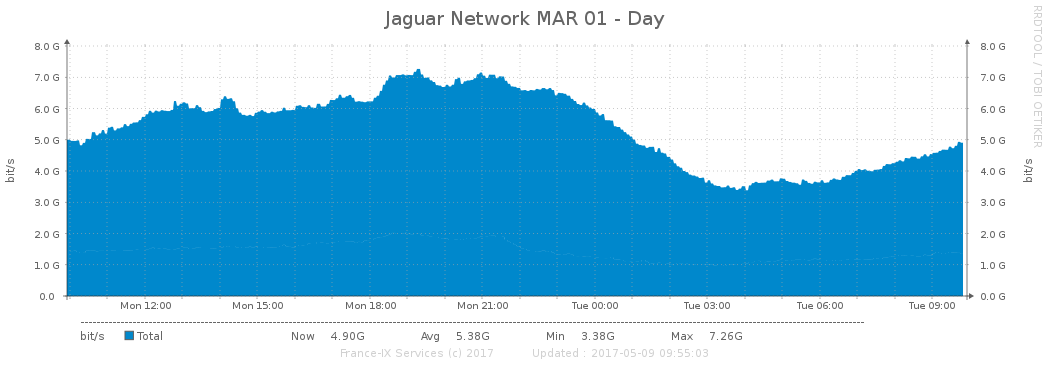 Jaguar Network MAR 01 - Day
RRDTOOL / TOBI OETIKER
bit/s
8.0 G
7.0 G
6.0 G
5.0 G
4.0 G
3.0 G
2.0 G
1.0 G
0.0
8.0 G
7.0 G
6.0 G
5.0 G
4.0 G
3.0 G
2.0 G
1.0 G
0.0 G
bit/s
Mon 12:00 Mon 15:00 Mon 18:00 Mon 21:00 Tue 00:00 Tue 03:00 Tue 06:00 Tue 09:00
bit/s Total Now 4.90G Avg 5.38G Min 3.38G Max 7.26G
France-IX Services (c) 2017 Updated : 2017-05-09 09:55:03